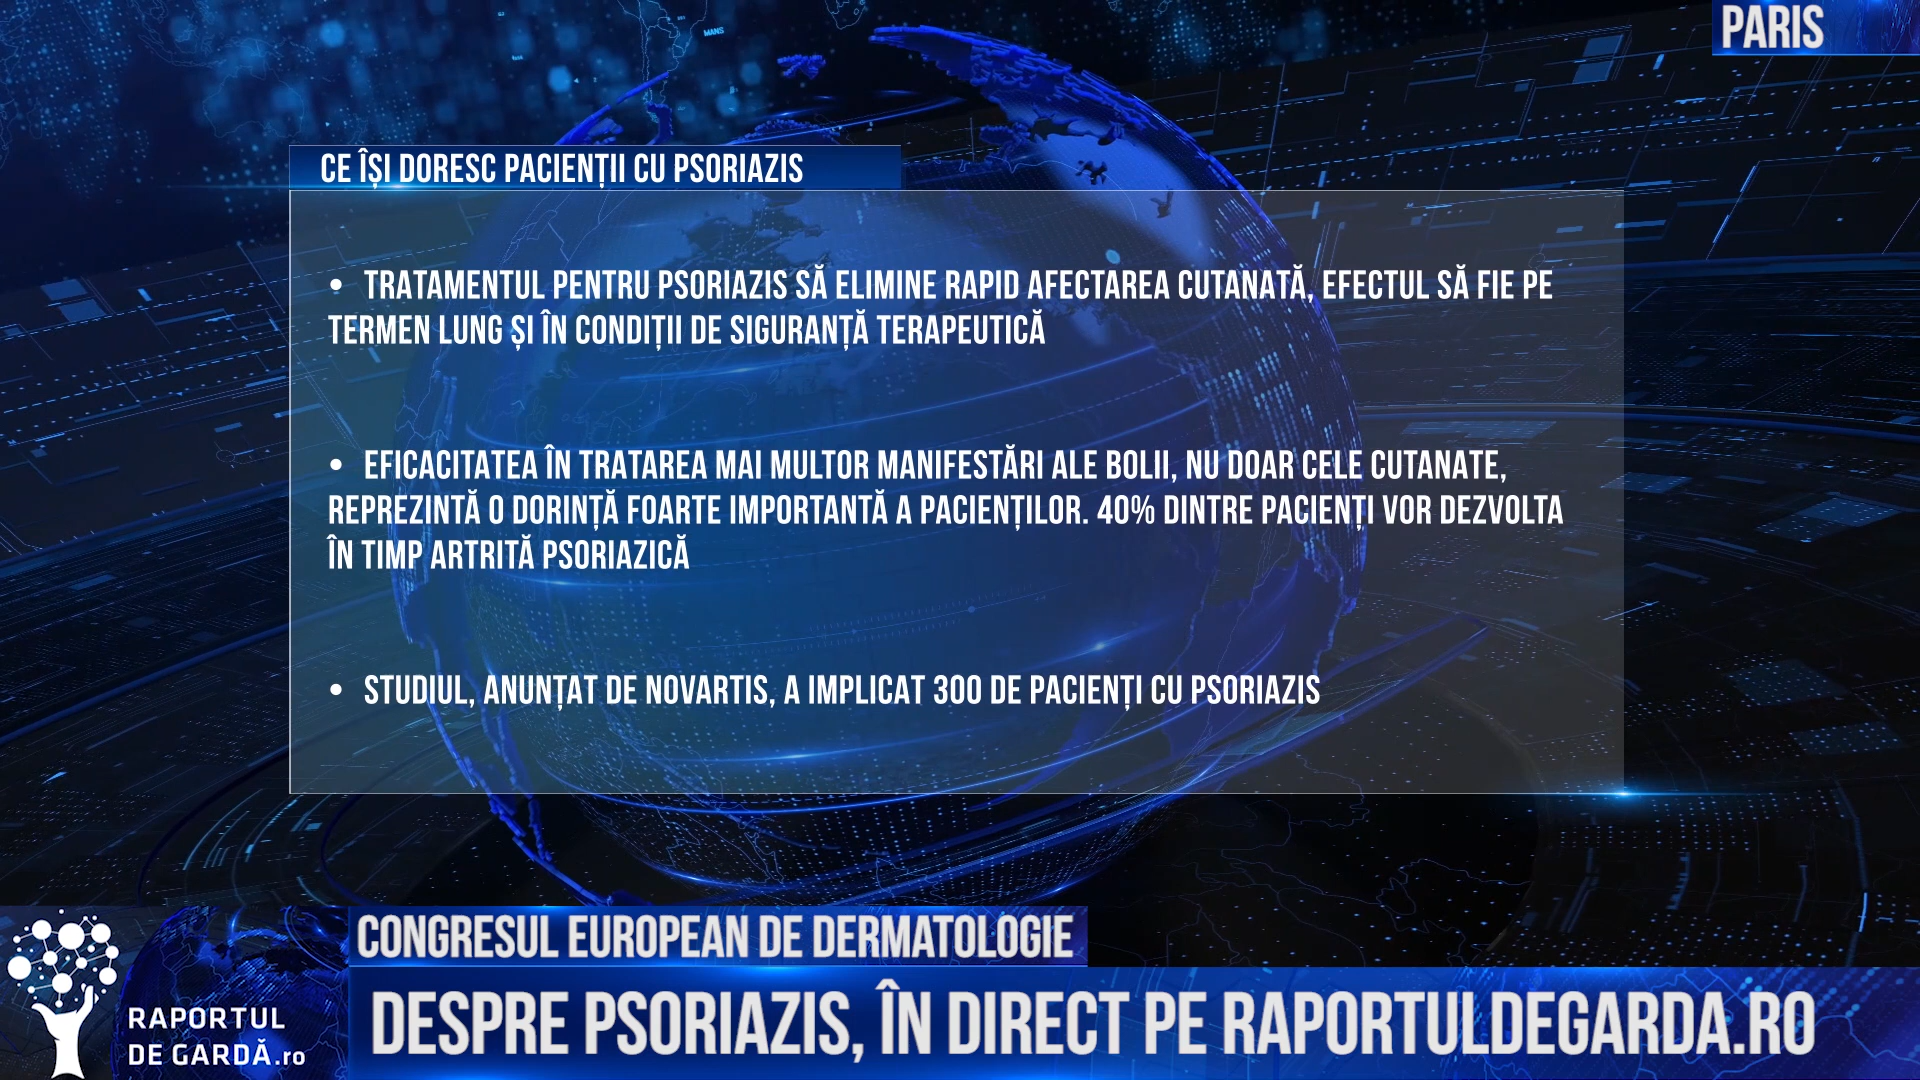 PARIS
CE ÎȘI DORESC PACIENȚII CU PSORIAZIS
• TRATAMENTUL PENTRU PSORIAZIS SĂ ELIMINE RAPID AFECTAREA CUTANATĂ, EFECTUL SĂ FIE PE
TERMEN LUNG ȘI ÎN CONDIȚII DE SIGURANȚĂ TERAPEUTICĂ
• EFICACITATEA ÎN TRATAREA MAI MULTOR MANIFESTĂRI ALE BOLII, NU DOAR CELE CUTANATE,
REPREZINTĂ O DORINȚĂ FOARTE IMPORTANTĂ A PACIENȚILOR. 40% DINTRE PACIENȚI VOR DEZVOLTA
ÎN TIMP ARTRITĂ PSORIAZICĂ
• STUDIUL, ANUNȚAT DE NOVARTIS, A IMPLICAT 300 DE PACIENȚI CU PSORIAZIS
CONGRESUL EUROPEAN DE DERMATOLOGIE
DESPRE PSORIAZIS, ÎN DIRECT PE RAPORTULDEGARDA.RO
RAPORTUL
DE GARDĂ.ro